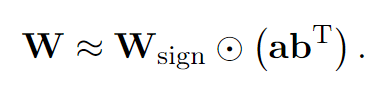 W ≈ W_sign ⊙ (ab^T).